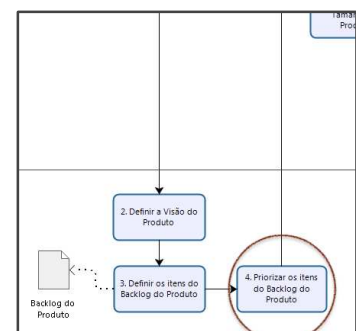 2. Definir a Visão do
Produto
3. Definir os itens do
Backlog do Produto
4. Priorizar os itens
do Backlog do
Produto
Backlog do
Produto